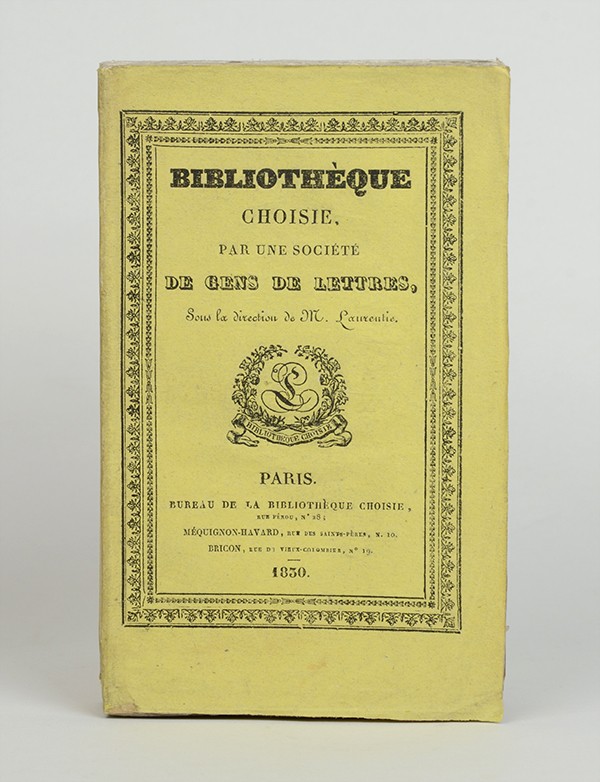 BIBLIOTHÈQUE
CHOISIE,
PAR UNE SOCIÉTÉ
DE GENS DE LETTRES,
Sous la direction de M. Laurentie.
L
BIBLIOTHÈQUE CHOISIE
PARIS.
BUREAU DE LA BIBLIOTHÈQUE CHOISIE,
RUE FÉROU, N° 28;
MÉQUIGNON-HAVARD, RUE DES SAINTS-PÈRES, N. 10.
BRICON, RUE DU VIEUX-COLOMBIER, N° 19.
1830.